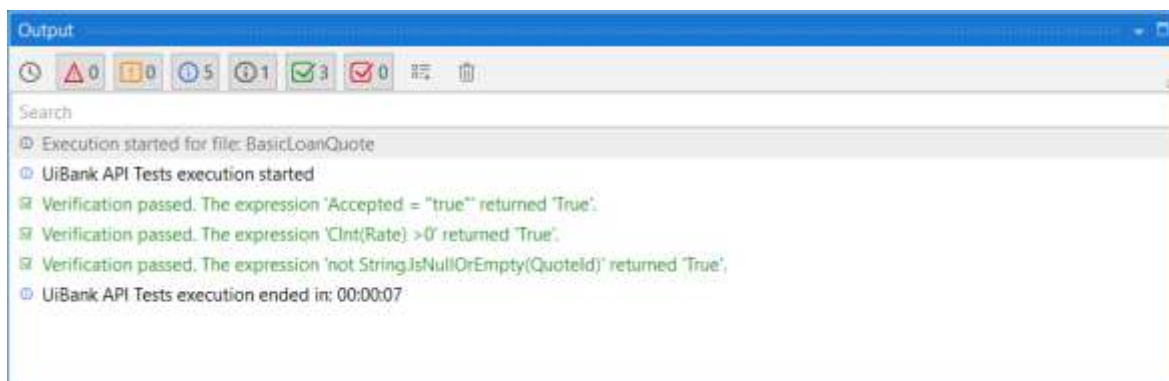 Output
0 0 5 1 3 0
Search
Execution started for file: BasicLoanQuote
UiBank API Tests execution started
Verification passed. The expression 'Accepted = "true"' returned 'True'.
Verification passed. The expression 'CInt(Rate) >0' returned 'True'.
Verification passed. The expression 'not String.IsNullOrEmpty(QuoteId)' returned 'True'.
UiBank API Tests execution ended in: 00:00:07